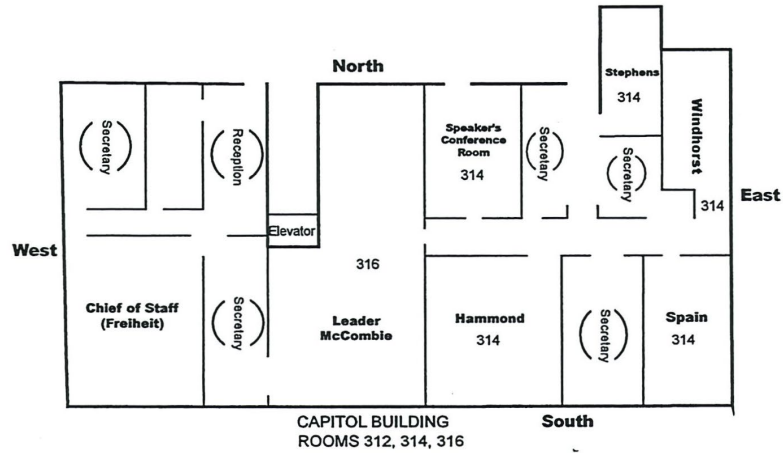 North
Stephens
314
Windhorst
314
Secretary
Reception
Speaker's
Conference
Room
314
Secretary
Secretary
East
Elevator
West
316
Chief of Staff
(Freiheit)
Secretary
Leader
McCombie
Hammond
314
Secretary
Spain
314
CAPITOL BUILDING
ROOMS 312, 314, 316
South